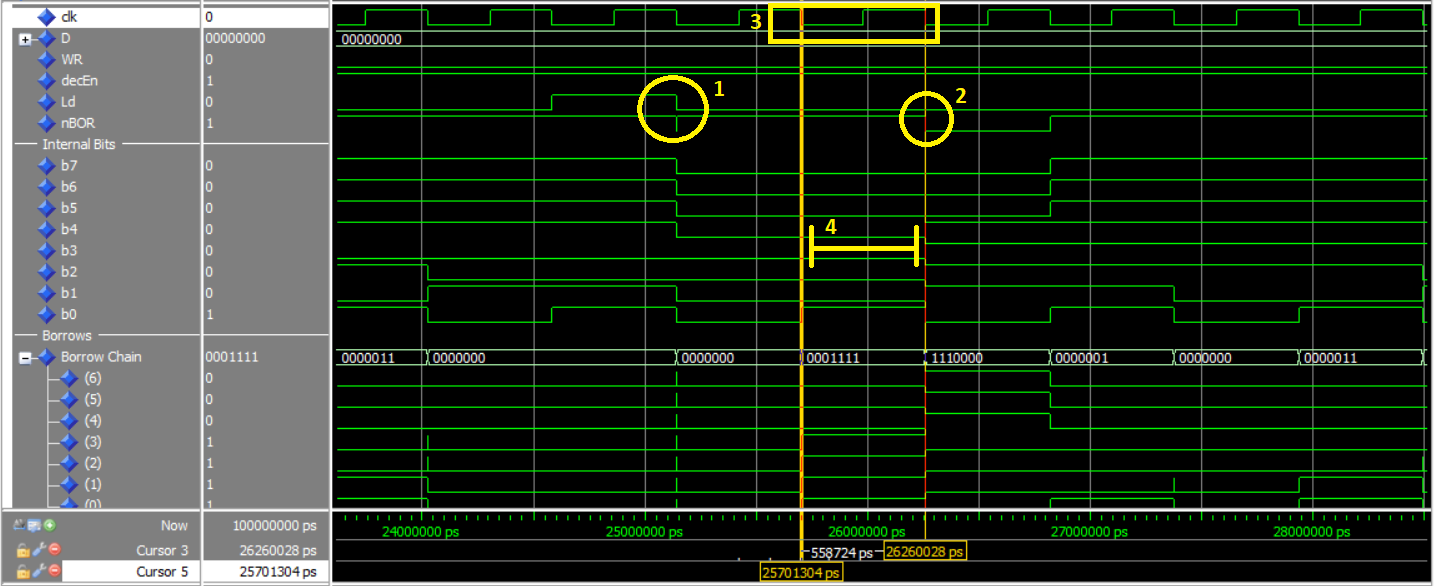 clk 0
D 00000000 00000000
WR 0
decEn 1
Ld 0
nBOR 1
Internal Bits
b7 0
b6 0
b5 0
b4 0
b3 0
b2 0
b1 0
b0 1
Borrows
Borrow Chain 0001111 0000011 0000000 0000000 0001111 1110000 0000001 0000000 0000011
(6) 0
(5) 0
(4) 0
(3) 1
(2) 1
(1) 1
(0) 1
3
1
2
4
Now 100000000 ps 24000000 ps 25000000 ps 26000000 ps 27000000 ps 28000000 ps
Cursor 3 26260028 ps 558724 ps 26260028 ps
Cursor 5 25701304 ps 25701304 ps